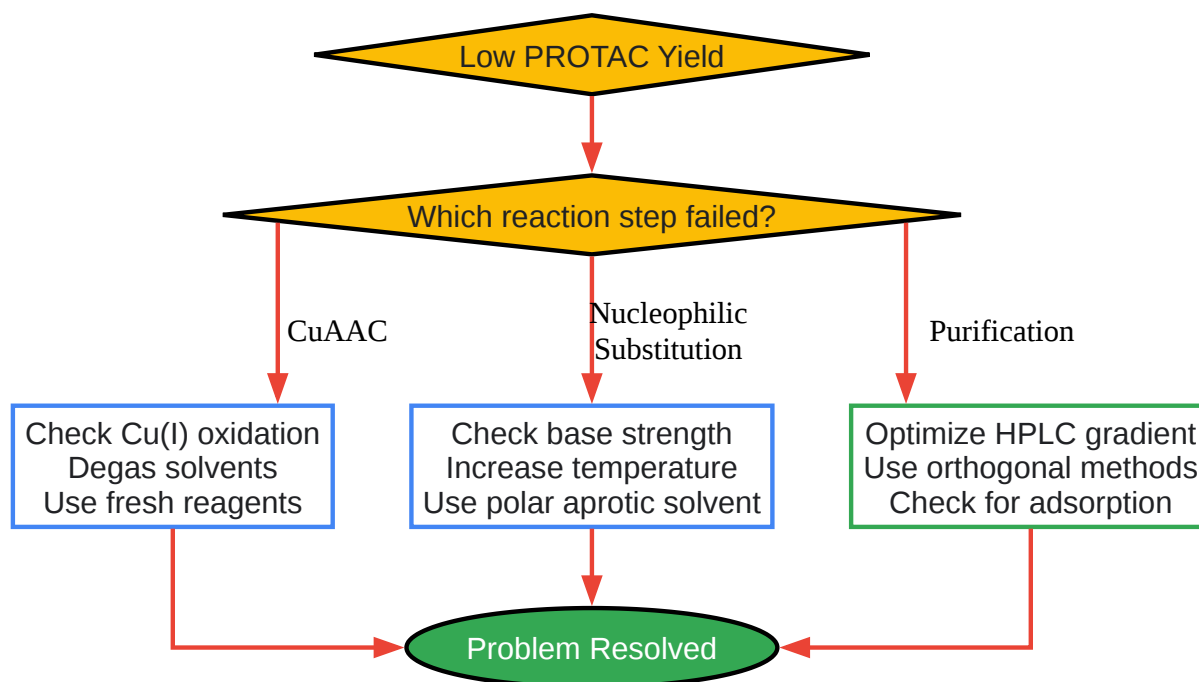 Low PROTAC Yield
Which reaction step failed?
CuAAC
Nucleophilic
Substitution
Purification
Check Cu(I) oxidation
Degas solvents
Use fresh reagents
Check base strength
Increase temperature
Use polar aprotic solvent
Optimize HPLC gradient
Use orthogonal methods
Check for adsorption
Problem Resolved